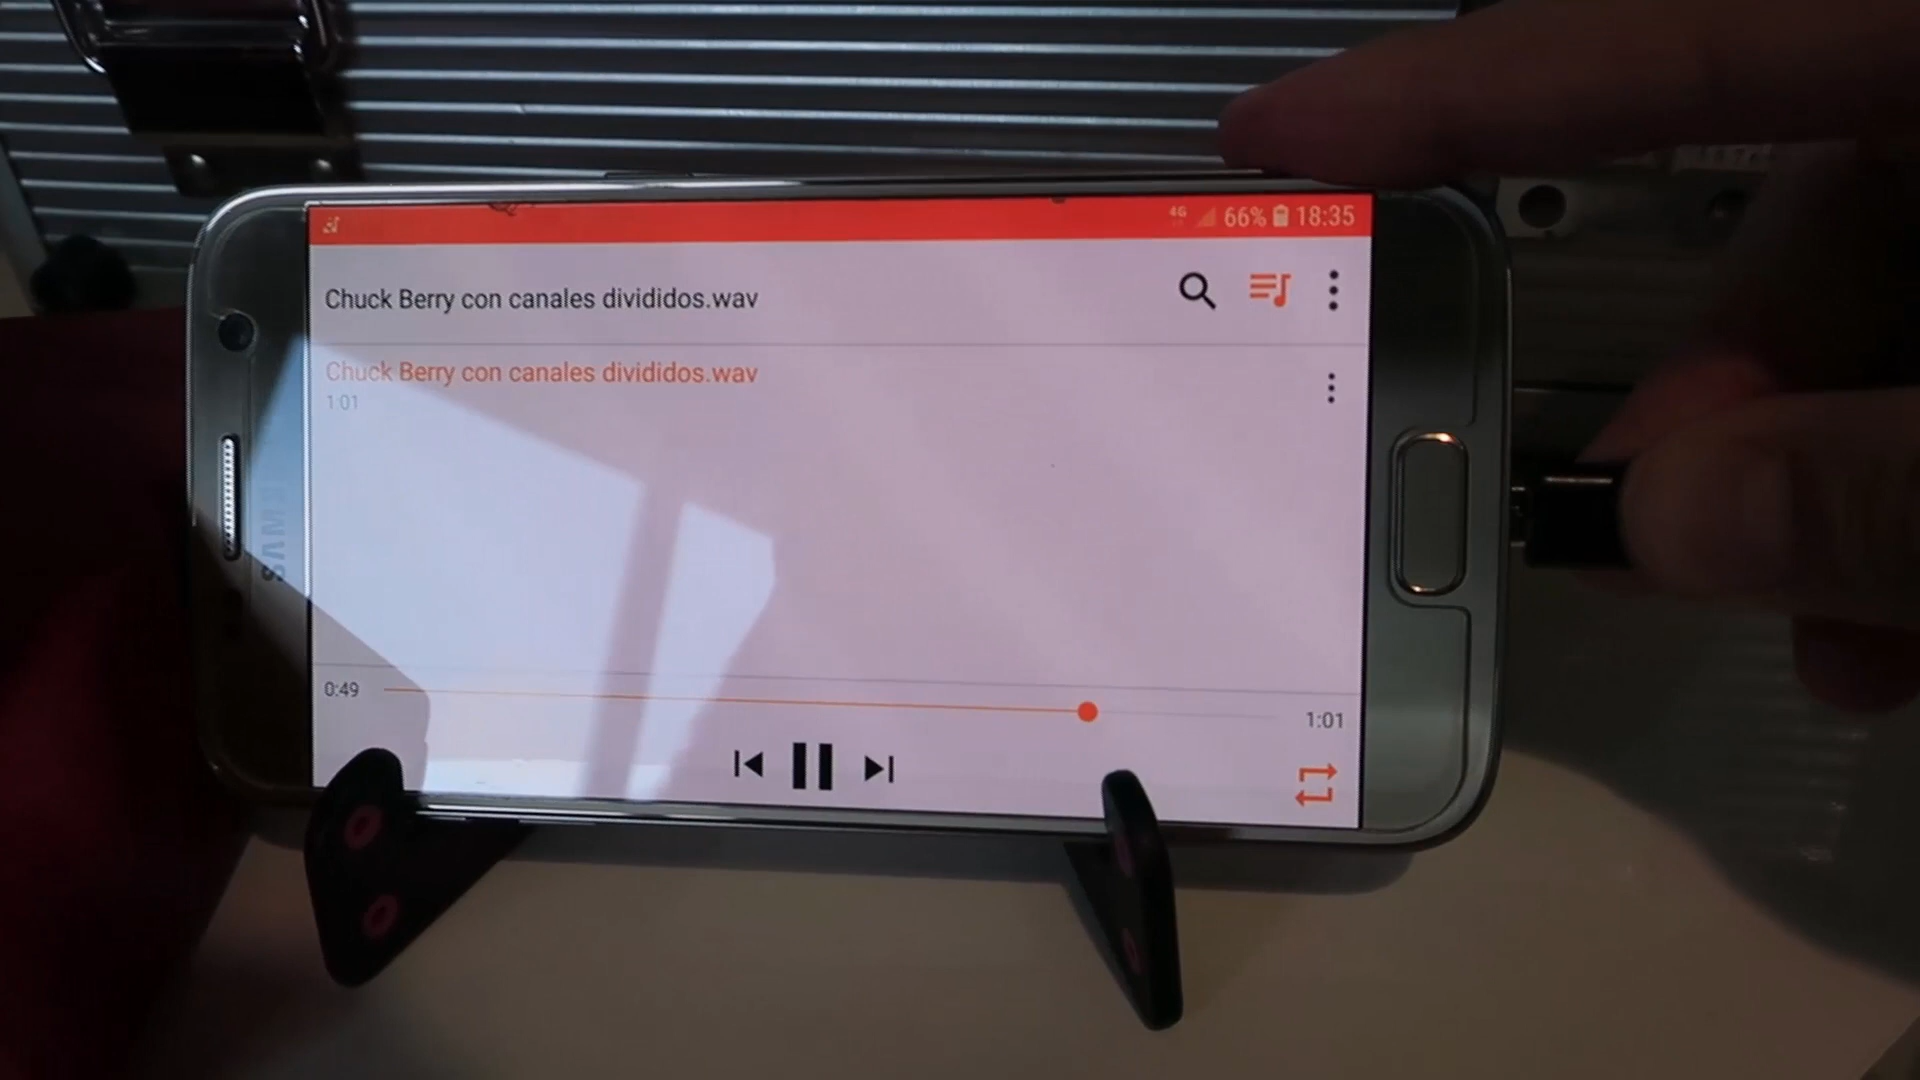 4G 66% 18:35
Chuck Berry con canales divididos.wav
Chuck Berry con canales divididos.wav
1:01
SAMSUNG
0:49
1:01